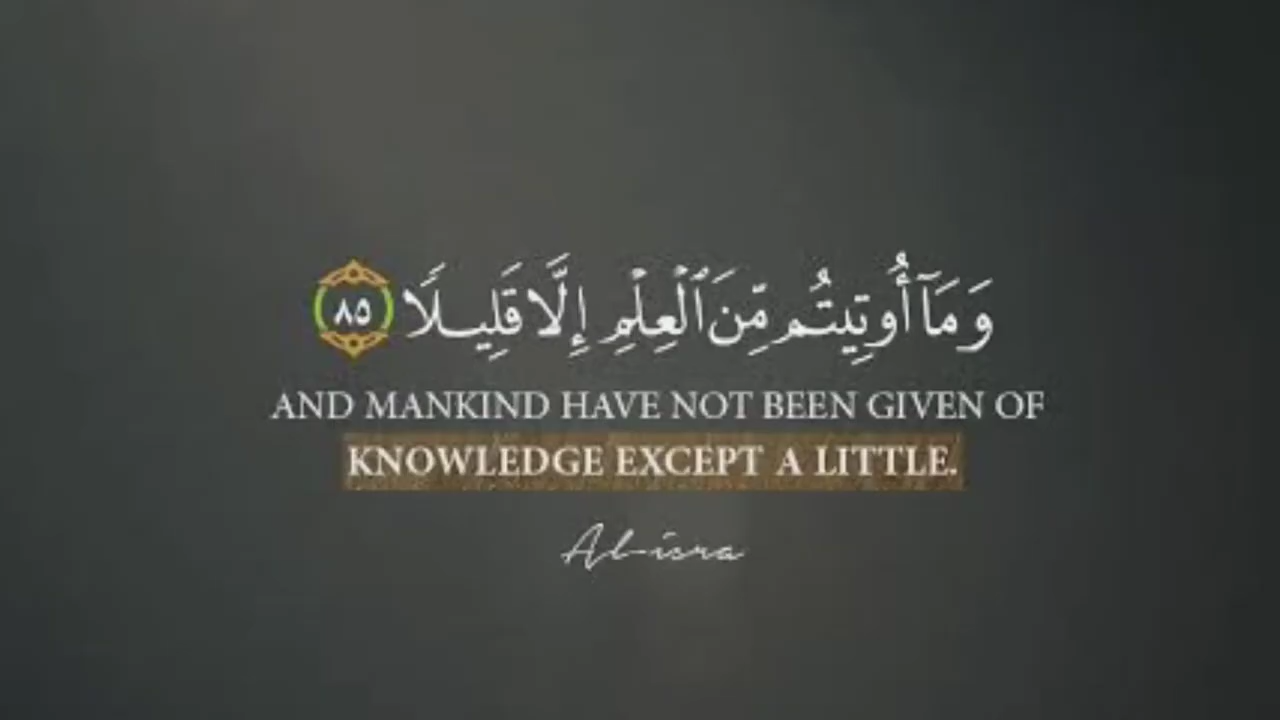 وَمَآ أُوتِيتُم مِّنَ ٱلْعِلْمِ إِلَّا قَلِيلًا ٨٥
AND MANKIND HAVE NOT BEEN GIVEN OF
KNOWLEDGE EXCEPT A LITTLE.
Al-isra